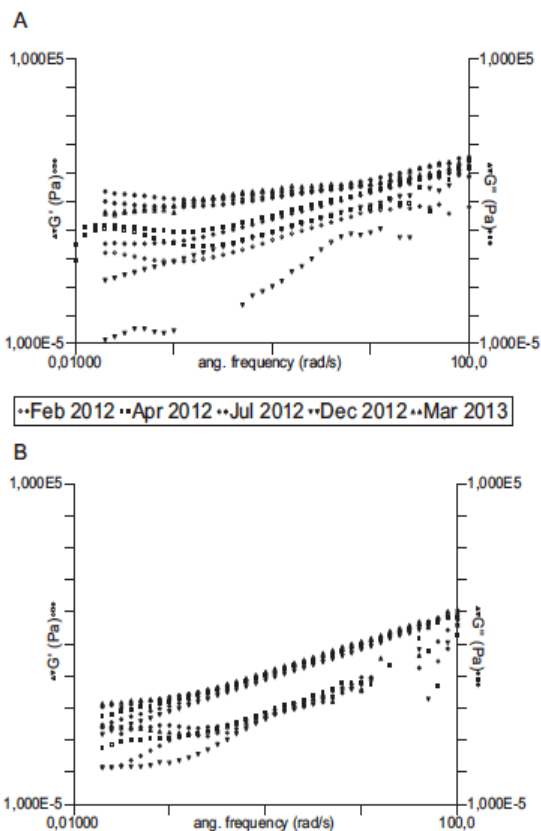 A
1,000E5
1,000E5
G' (Pa)
G'' (Pa)
1,000E-5
1,000E-5
0,01000
ang. frequency (rad/s)
100,0
Feb 2012 Apr 2012 Jul 2012 Dec 2012 Mar 2013
B
1,000E5
1,000E5
G' (Pa)
G'' (Pa)
1,000E-5
1,000E-5
0,01000
ang. frequency (rad/s)
100,0